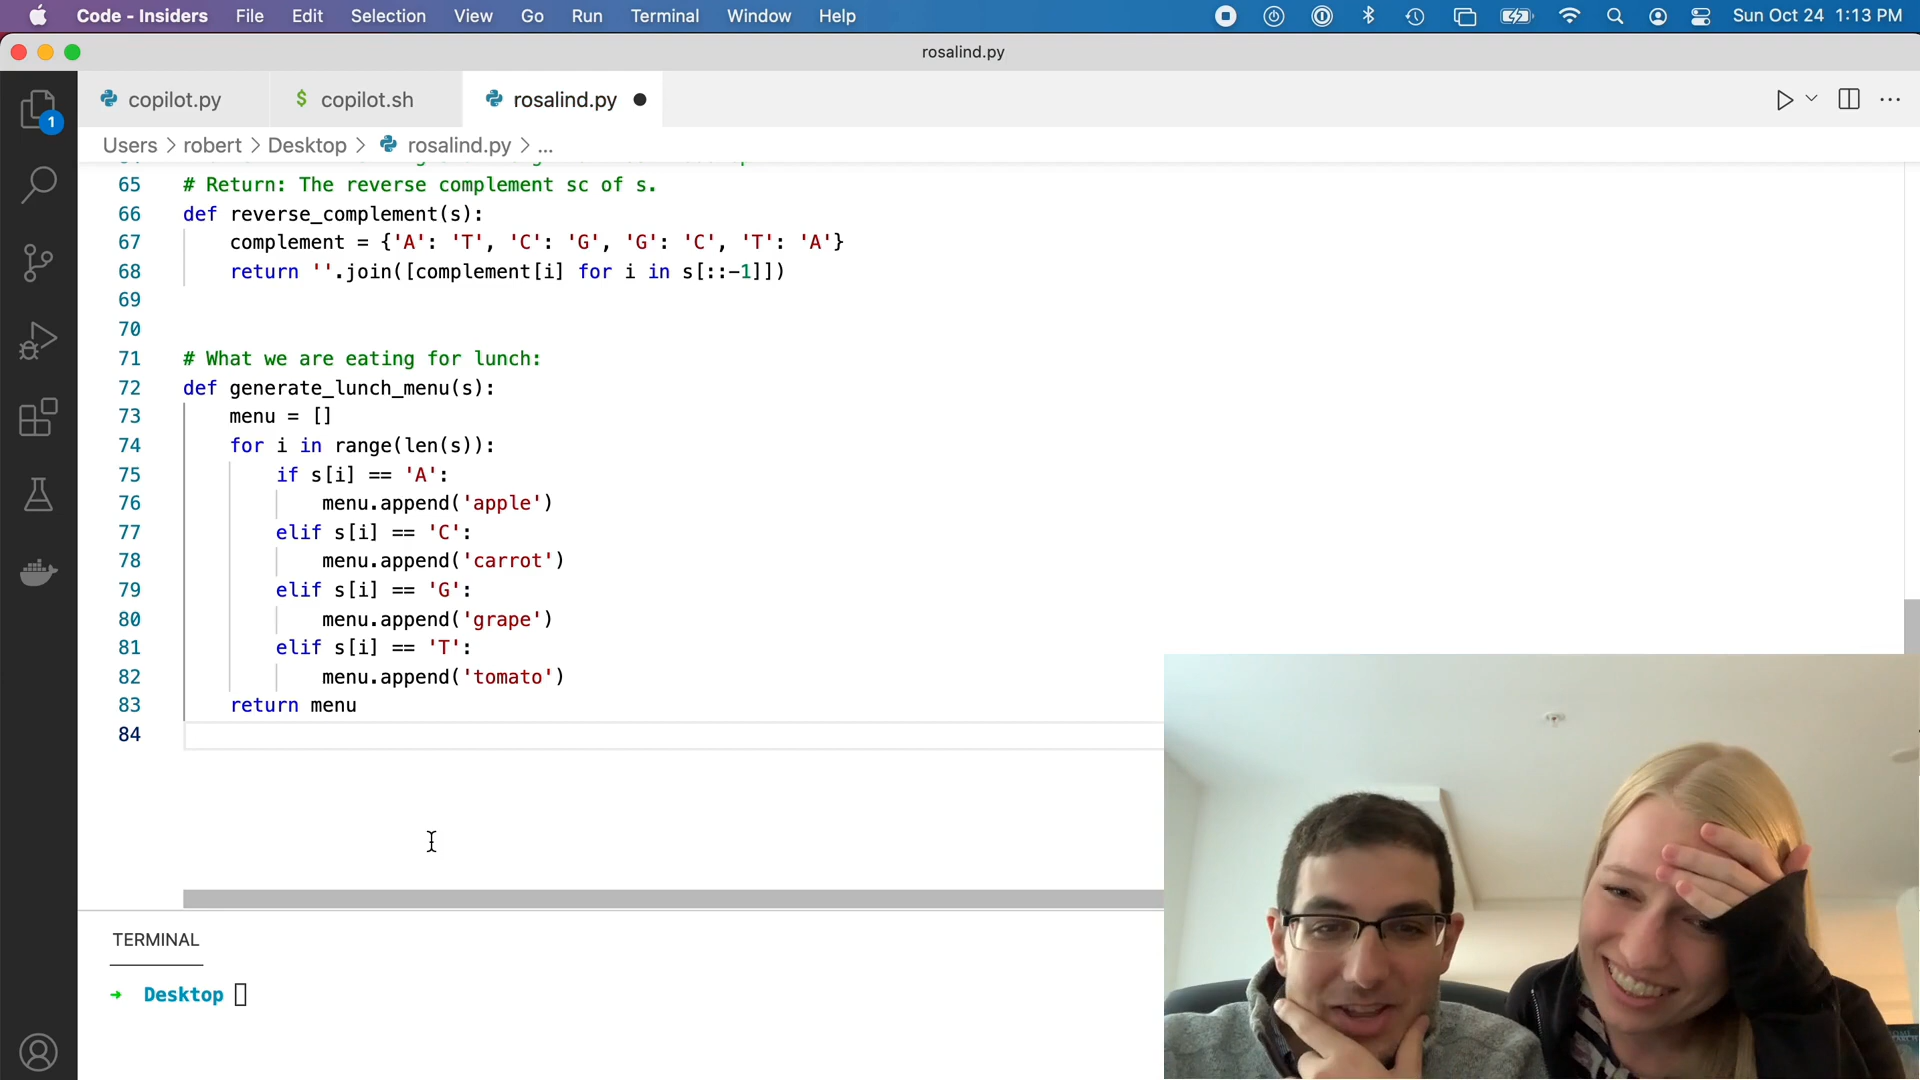 Code - Insiders File Edit Selection View Go Run Terminal Window Help Sun Oct 24 1:13 PM
rosalind.py
copilot.py $ copilot.sh rosalind.py
1
Users > robert > Desktop > rosalind.py > ...
65 # Return: The reverse complement sc of s.
66 def reverse_complement(s):
67 complement = {'A': 'T', 'C': 'G', 'G': 'C', 'T': 'A'}
68 return ''.join([complement[i] for i in s[::-1]])
69
70
71 # What we are eating for lunch:
72 def generate_lunch_menu(s):
73 menu = []
74 for i in range(len(s)):
75 if s[i] == 'A':
76 menu.append('apple')
77 elif s[i] == 'C':
78 menu.append('carrot')
79 elif s[i] == 'G':
80 menu.append('grape')
81 elif s[i] == 'T':
82 menu.append('tomato')
83 return menu
84
TERMINAL
→ Desktop